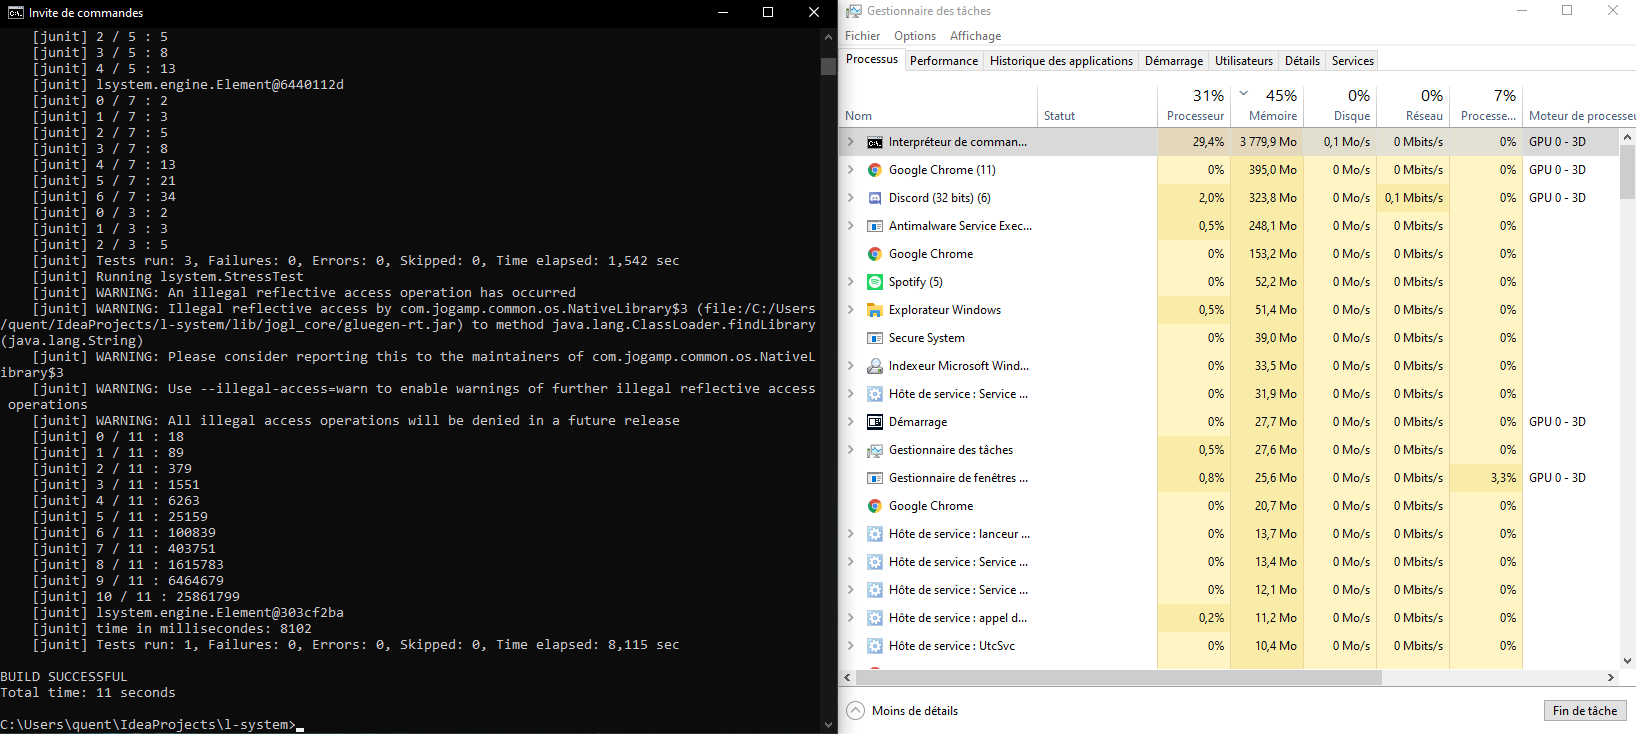 Invite de commandes
[junit] 2 / 5 : 5
[junit] 3 / 5 : 8
[junit] 4 / 5 : 13
[junit] lsystem.engine.Element@6440112d
[junit] 0 / 7 : 2
[junit] 1 / 7 : 3
[junit] 2 / 7 : 5
[junit] 3 / 7 : 8
[junit] 4 / 7 : 13
[junit] 5 / 7 : 21
[junit] 6 / 7 : 34
[junit] 0 / 3 : 2
[junit] 1 / 3 : 3
[junit] 2 / 3 : 5
[junit] Tests run: 3, Failures: 0, Errors: 0, Skipped: 0, Time elapsed: 1,542 sec
[junit] Running lsystem.StressTest
[junit] WARNING: An illegal reflective access operation has occurred
[junit] WARNING: Illegal reflective access by com.jogamp.common.os.NativeLibrary$3 (file:/C:/Users
/quent/IdeaProjects/l-system/lib/jogl_core/gluegen-rt.jar) to method java.lang.ClassLoader.findLibrary
(java.lang.String)
[junit] WARNING: Please consider reporting this to the maintainers of com.jogamp.common.os.NativeL
ibrary$3
[junit] WARNING: Use --illegal-access=warn to enable warnings of further illegal reflective access
operations
[junit] WARNING: All illegal access operations will be denied in a future release
[junit] 0 / 11 : 18
[junit] 1 / 11 : 89
[junit] 2 / 11 : 379
[junit] 3 / 11 : 1551
[junit] 4 / 11 : 6263
[junit] 5 / 11 : 25159
[junit] 6 / 11 : 100839
[junit] 7 / 11 : 403751
[junit] 8 / 11 : 1615783
[junit] 9 / 11 : 6464679
[junit] 10 / 11 : 25861799
[junit] lsystem.engine.Element@303cf2ba
[junit] time in millisecondes: 8102
[junit] Tests run: 1, Failures: 0, Errors: 0, Skipped: 0, Time elapsed: 8,115 sec
BUILD SUCCESSFUL
Total time: 11 seconds
C:\Users\quent\IdeaProjects\l-system>
Gestionnaire des tâches
Fichier Options Affichage
Processus Performance Historique des applications Démarrage Utilisateurs Détails Services
31% 45% 0% 0% 7%
Nom Statut Processeur Mémoire Disque Réseau Processe... Moteur de processeu
Interpréteur de comman... 29,4% 3 779,9 Mo 0,1 Mo/s 0 Mbits/s 0% GPU 0 - 3D
Google Chrome (11) 0% 395,0 Mo 0 Mo/s 0 Mbits/s 0% GPU 0 - 3D
Discord (32 bits) (6) 2,0% 323,8 Mo 0 Mo/s 0,1 Mbits/s 0% GPU 0 - 3D
Antimalware Service Exec... 0,5% 248,1 Mo 0 Mo/s 0 Mbits/s 0%
Google Chrome 0% 153,2 Mo 0 Mo/s 0 Mbits/s 0%
Spotify (5) 0% 52,2 Mo 0 Mo/s 0 Mbits/s 0%
Explorateur Windows 0,5% 51,4 Mo 0 Mo/s 0 Mbits/s 0%
Secure System 0% 39,0 Mo 0 Mo/s 0 Mbits/s 0%
Indexeur Microsoft Wind... 0% 33,5 Mo 0 Mo/s 0 Mbits/s 0%
Hôte de service : Service ... 0% 31,9 Mo 0 Mo/s 0 Mbits/s 0%
Démarrage 0% 27,7 Mo 0 Mo/s 0 Mbits/s 0% GPU 0 - 3D
Gestionnaire des tâches 0,5% 27,6 Mo 0 Mo/s 0 Mbits/s 0%
Gestionnaire de fenêtres ... 0,8% 25,6 Mo 0 Mo/s 0 Mbits/s 3,3% GPU 0 - 3D
Google Chrome 0% 20,7 Mo 0 Mo/s 0 Mbits/s 0%
Hôte de service : lanceur ... 0% 13,7 Mo 0 Mo/s 0 Mbits/s 0%
Hôte de service : Service ... 0% 13,4 Mo 0 Mo/s 0 Mbits/s 0%
Hôte de service : Service ... 0% 12,1 Mo 0 Mo/s 0 Mbits/s 0%
Hôte de service : appel d... 0,2% 11,2 Mo 0 Mo/s 0 Mbits/s 0%
Hôte de service : UtcSvc 0% 10,4 Mo 0 Mo/s 0 Mbits/s 0%
Moins de détails Fin de tâche